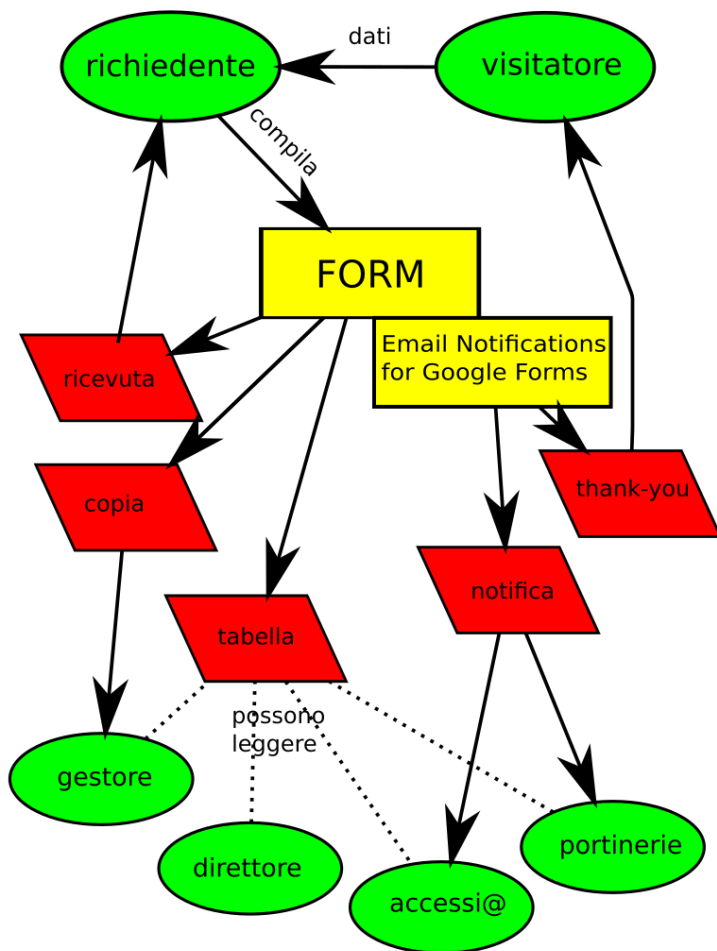 dati
richiedente
visitatore
compila
FORM
Email Notifications
for Google Forms
ricevuta
copia
thank-you
notifica
tabella
possono
leggere
gestore
direttore
accessi@
portinerie